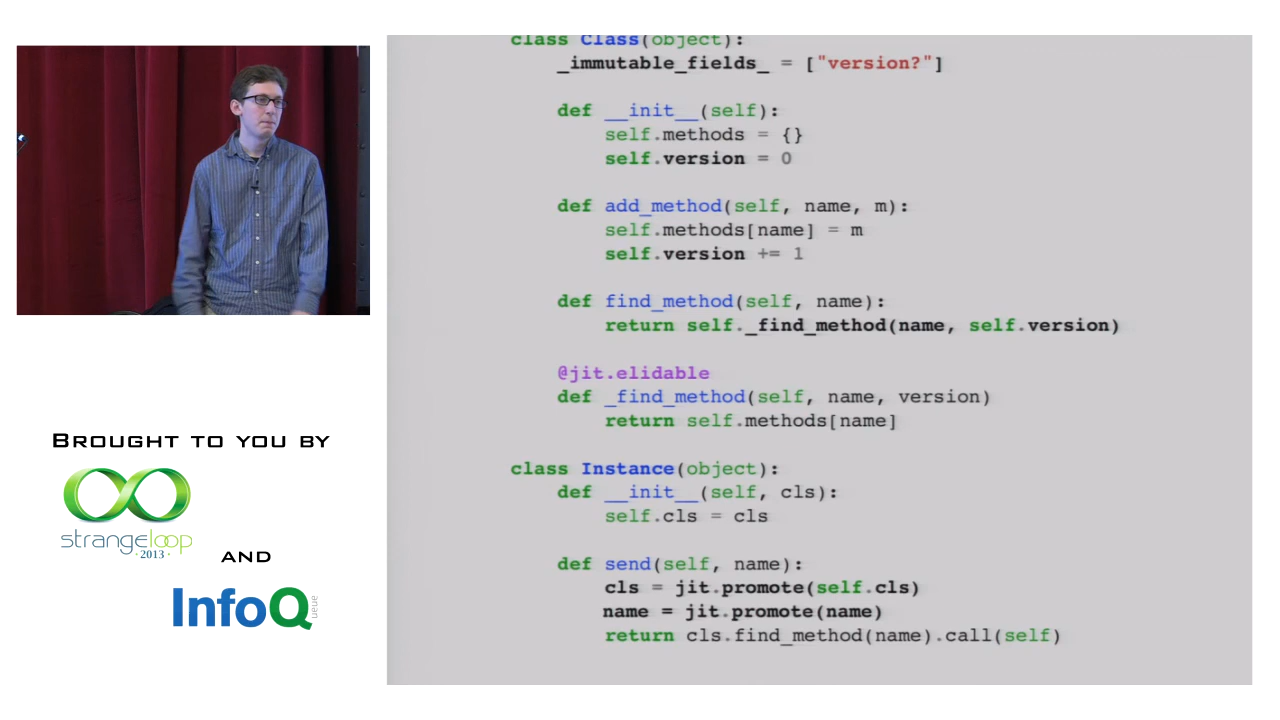 class Class(object):
_immutable_fields_ = ["version?"]
def __init__(self):
self.methods = {}
self.version = 0
def add_method(self, name, m):
self.methods[name] = m
self.version += 1
def find_method(self, name):
return self._find_method(name, self.version)
@jit.elidable
def _find_method(self, name, version)
return self.methods[name]
class Instance(object):
def __init__(self, cls):
self.cls = cls
def send(self, name):
cls = jit.promote(self.cls)
name = jit.promote(name)
return cls.find_method(name).call(self)
BROUGHT TO YOU BY
strangeloop
·2013·
AND
InfoQ
ueue